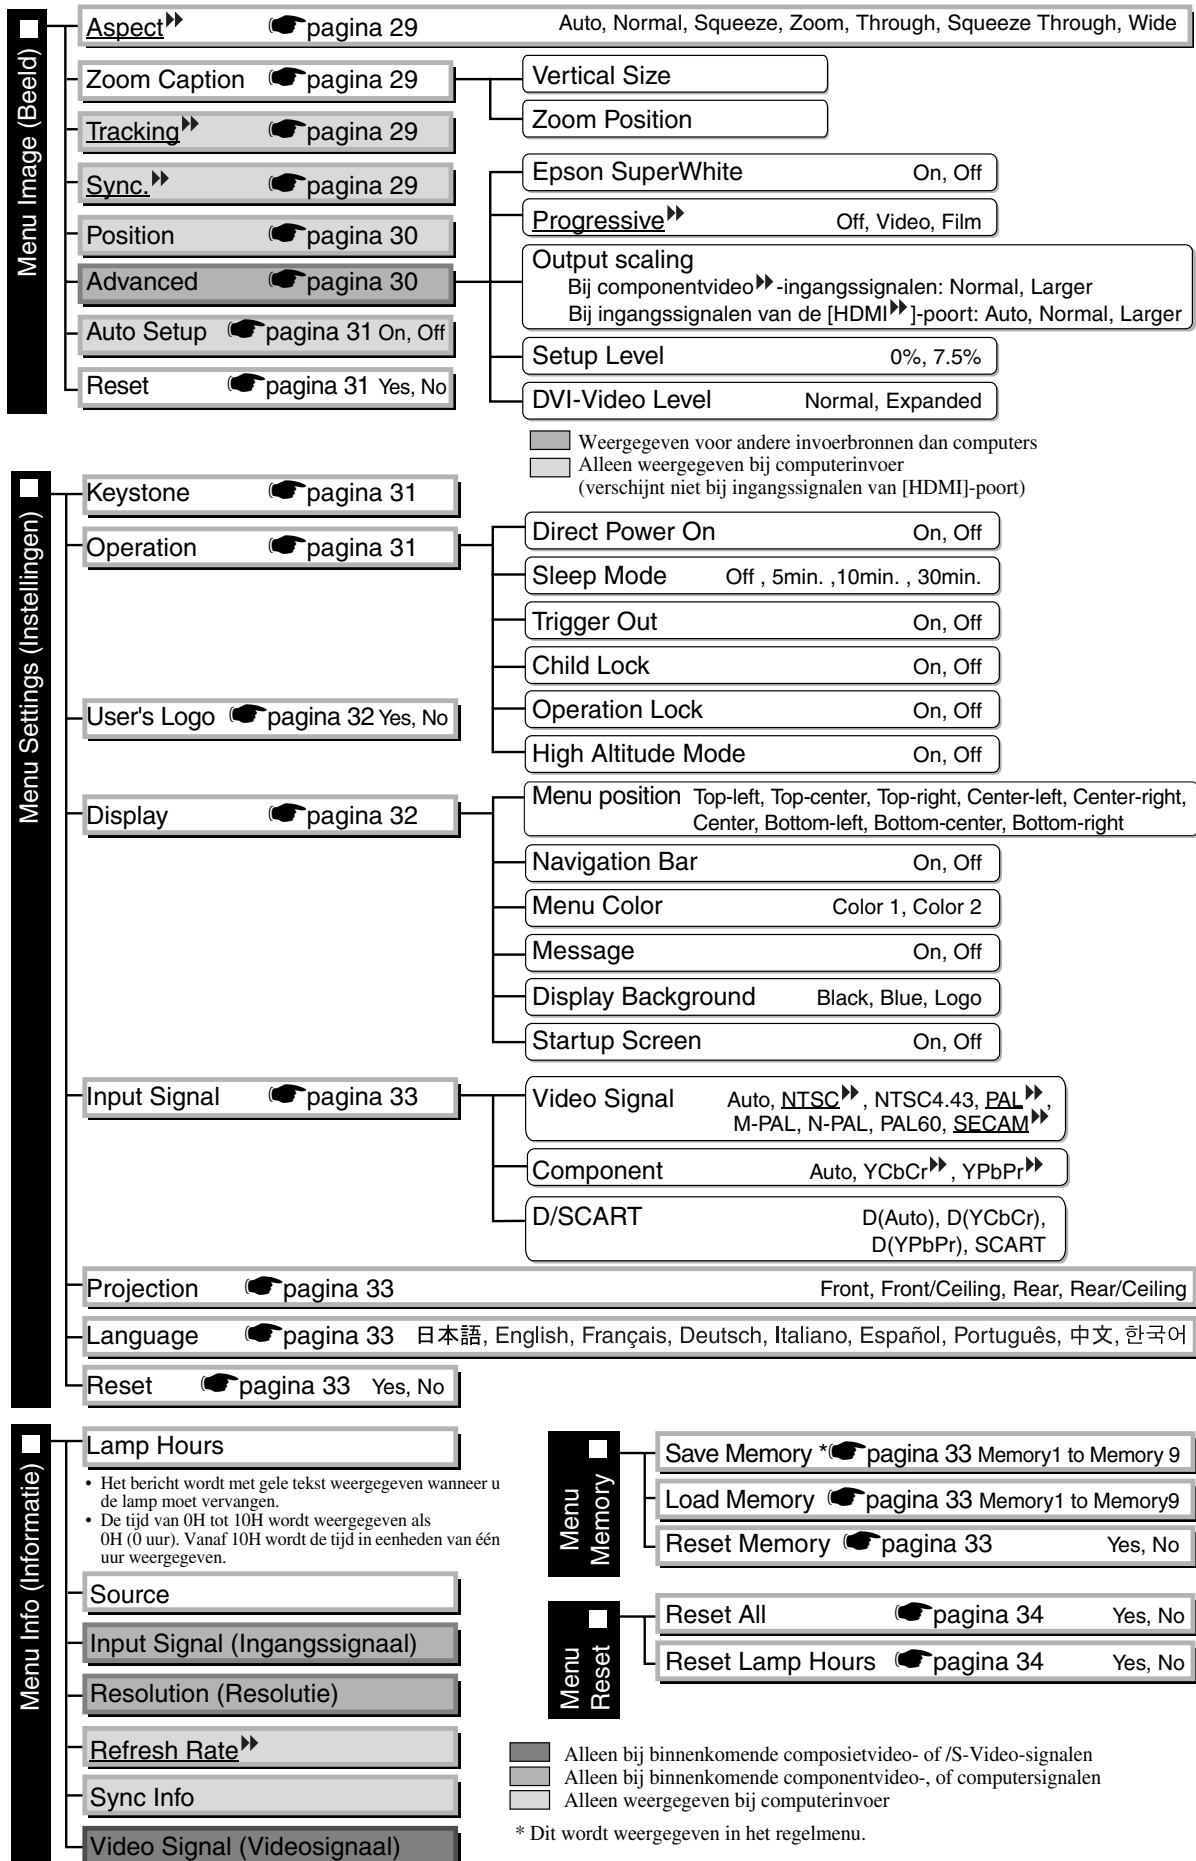 Menu Image (Beeld)
Aspect pagina 29 Auto, Normal, Squeeze, Zoom, Through, Squeeze Through, Wide
Zoom Caption pagina 29
Vertical Size
Zoom Position
Tracking pagina 29
Sync. pagina 29
Position pagina 30
Advanced pagina 30
Epson SuperWhite On, Off
Progressive Off, Video, Film
Output scaling
Bij componentvideo -ingangssignalen: Normal, Larger
Bij ingangssignalen van de [HDMI ]-poort: Auto, Normal, Larger
Setup Level 0%, 7.5%
DVI-Video Level Normal, Expanded
Auto Setup pagina 31 On, Off
Reset pagina 31 Yes, No
Weergegeven voor andere invoerbronnen dan computers
Alleen weergegeven bij computerinvoer
(verschijnt niet bij ingangssignalen van [HDMI]-poort)
Menu Settings (Instellingen)
Keystone pagina 31
Operation pagina 31
Direct Power On On, Off
Sleep Mode Off , 5min. ,10min. , 30min.
Trigger Out On, Off
Child Lock On, Off
Operation Lock On, Off
High Altitude Mode On, Off
User's Logo pagina 32 Yes, No
Display pagina 32
Menu position Top-left, Top-center, Top-right, Center-left, Center-right,
Center, Bottom-left, Bottom-center, Bottom-right
Navigation Bar On, Off
Menu Color Color 1, Color 2
Message On, Off
Display Background Black, Blue, Logo
Startup Screen On, Off
Input Signal pagina 33
Video Signal Auto, NTSC , NTSC4.43, PAL ,
M-PAL, N-PAL, PAL60, SECAM
Component Auto, YCbCr , YPbPr
D/SCART D(Auto), D(YCbCr),
D(YPbPr), SCART
Projection pagina 33 Front, Front/Ceiling, Rear, Rear/Ceiling
Language pagina 33 日本語, English, Français, Deutsch, Italiano, Español, Português, 中文, 한국어
Reset pagina 33 Yes, No
Menu Info (Informatie)
Lamp Hours
• Het bericht wordt met gele tekst weergegeven wanneer u
de lamp moet vervangen.
• De tijd van 0H tot 10H wordt weergegeven als
0H (0 uur). Vanaf 10H wordt de tijd in eenheden van één
uur weergegeven.
Source
Input Signal (Ingangssignaal)
Resolution (Resolutie)
Refresh Rate
Sync Info
Video Signal (Videosignaal)
Menu
Memory
Save Memory * pagina 33 Memory1 to Memory 9
Load Memory pagina 33 Memory1 to Memory9
Reset Memory pagina 33 Yes, No
Menu
Reset
Reset All pagina 34 Yes, No
Reset Lamp Hours pagina 34 Yes, No
Alleen bij binnenkomende composietvideo- of /S-Video-signalen
Alleen bij binnenkomende componentvideo-, of computersignalen
Alleen weergegeven bij computerinvoer
* Dit wordt weergegeven in het regelmenu.